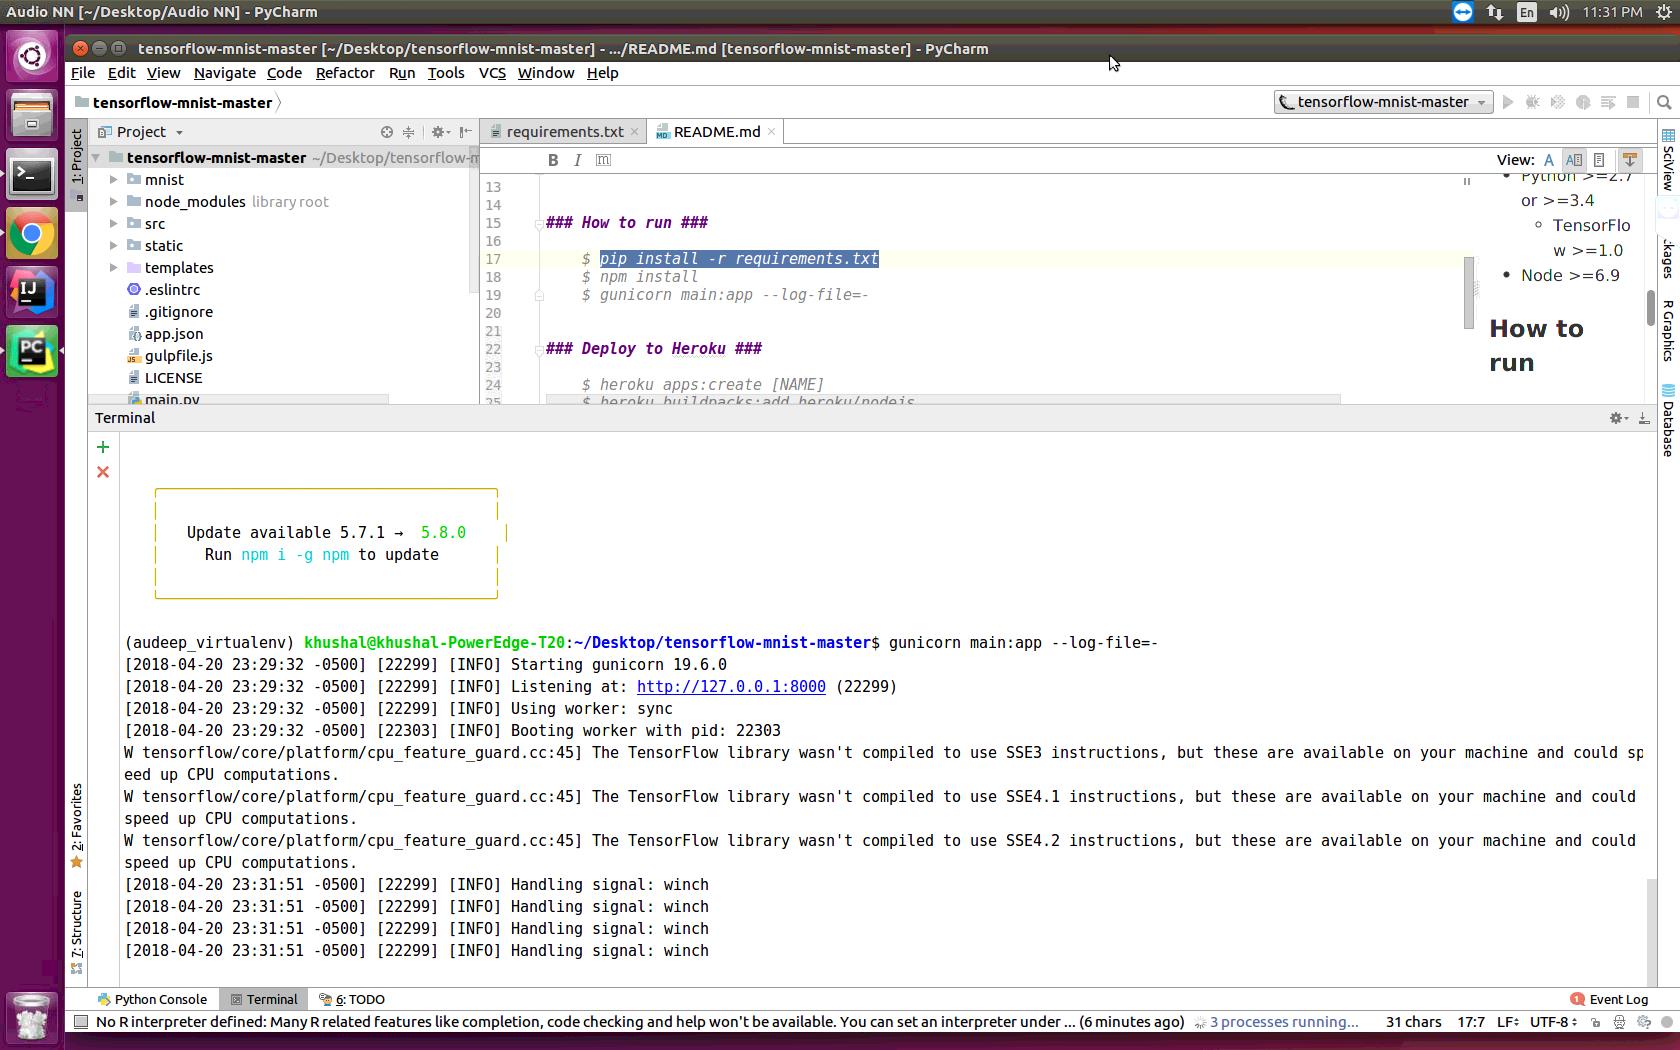 Audio NN [~/Desktop/Audio NN] - PyCharm
En
11:31 PM
tensorflow-mnist-master [~/Desktop/tensorflow-mnist-master] - .../README.md [tensorflow-mnist-master] - PyCharm
File Edit View Navigate Code Refactor Run Tools VCS Window Help
tensorflow-mnist-master
tensorflow-mnist-master
1: Project
Project
tensorflow-mnist-master ~/Desktop/tensorflow-m
mnist
node_modules library root
src
static
templates
.eslintrc
.gitignore
app.json
gulpfile.js
LICENSE
main.py
requirements.txt
README.md
B I m
View: A
13
14
15 ### How to run ###
16
17 $ pip install -r requirements.txt
18 $ npm install
19 $ gunicorn main:app --log-file=-
20
21
22 ### Deploy to Heroku ###
23
24 $ heroku apps:create [NAME]
25 $ heroku buildpacks:add heroku/nodejs
• Python >=2.7
or >=3.4
TensorFlo
w >=1.0
• Node >=6.9
How to
run
SciView
R Graphics
Database
Terminal
Update available 5.7.1 → 5.8.0
Run npm i -g npm to update
(audeep_virtualenv) khushal@khushal-PowerEdge-T20:~/Desktop/tensorflow-mnist-master$ gunicorn main:app --log-file=-
[2018-04-20 23:29:32 -0500] [22299] [INFO] Starting gunicorn 19.6.0
[2018-04-20 23:29:32 -0500] [22299] [INFO] Listening at: http://127.0.0.1:8000 (22299)
[2018-04-20 23:29:32 -0500] [22299] [INFO] Using worker: sync
[2018-04-20 23:29:32 -0500] [22303] [INFO] Booting worker with pid: 22303
W tensorflow/core/platform/cpu_feature_guard.cc:45] The TensorFlow library wasn't compiled to use SSE3 instructions, but these are available on your machine and could sp
eed up CPU computations.
W tensorflow/core/platform/cpu_feature_guard.cc:45] The TensorFlow library wasn't compiled to use SSE4.1 instructions, but these are available on your machine and could
speed up CPU computations.
W tensorflow/core/platform/cpu_feature_guard.cc:45] The TensorFlow library wasn't compiled to use SSE4.2 instructions, but these are available on your machine and could
speed up CPU computations.
[2018-04-20 23:31:51 -0500] [22299] [INFO] Handling signal: winch
[2018-04-20 23:31:51 -0500] [22299] [INFO] Handling signal: winch
[2018-04-20 23:31:51 -0500] [22299] [INFO] Handling signal: winch
[2018-04-20 23:31:51 -0500] [22299] [INFO] Handling signal: winch
2: Favorites
7: Structure
Python Console
Terminal
6: TODO
1 Event Log
No R interpreter defined: Many R related features like completion, code checking and help won't be available. You can set an interpreter under ... (6 minutes ago)
3 processes running...
31 chars 17:7 LF÷ UTF-8÷